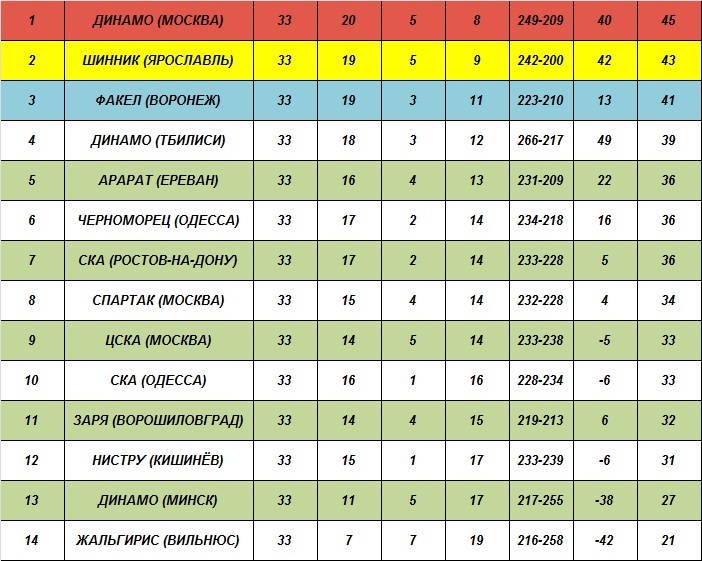 1 ДИНАМО (МОСКВА) 33 20 5 8 249-209 40 45
2 ШИННИК (ЯРОСЛАВЛЬ) 33 19 5 9 242-200 42 43
3 ФАКЕЛ (ВОРОНЕЖ) 33 19 3 11 223-210 13 41
4 ДИНАМО (ТБИЛИСИ) 33 18 3 12 266-217 49 39
5 АРАРАТ (ЕРЕВАН) 33 16 4 13 231-209 22 36
6 ЧЕРНОМОРЕЦ (ОДЕССА) 33 17 2 14 234-218 16 36
7 СКА (РОСТОВ-НА-ДОНУ) 33 17 2 14 233-228 5 36
8 СПАРТАК (МОСКВА) 33 15 4 14 232-228 4 34
9 ЦСКА (МОСКВА) 33 14 5 14 233-238 -5 33
10 СКА (ОДЕССА) 33 16 1 16 228-234 -6 33
11 ЗАРЯ (ВОРОШИЛОВГРАД) 33 14 4 15 219-213 6 32
12 НИСТРУ (КИШИНЁВ) 33 15 1 17 233-239 -6 31
13 ДИНАМО (МИНСК) 33 11 5 17 217-255 -38 27
14 ЖАЛЬГИРИС (ВИЛЬНЮС) 33 7 7 19 216-258 -42 21